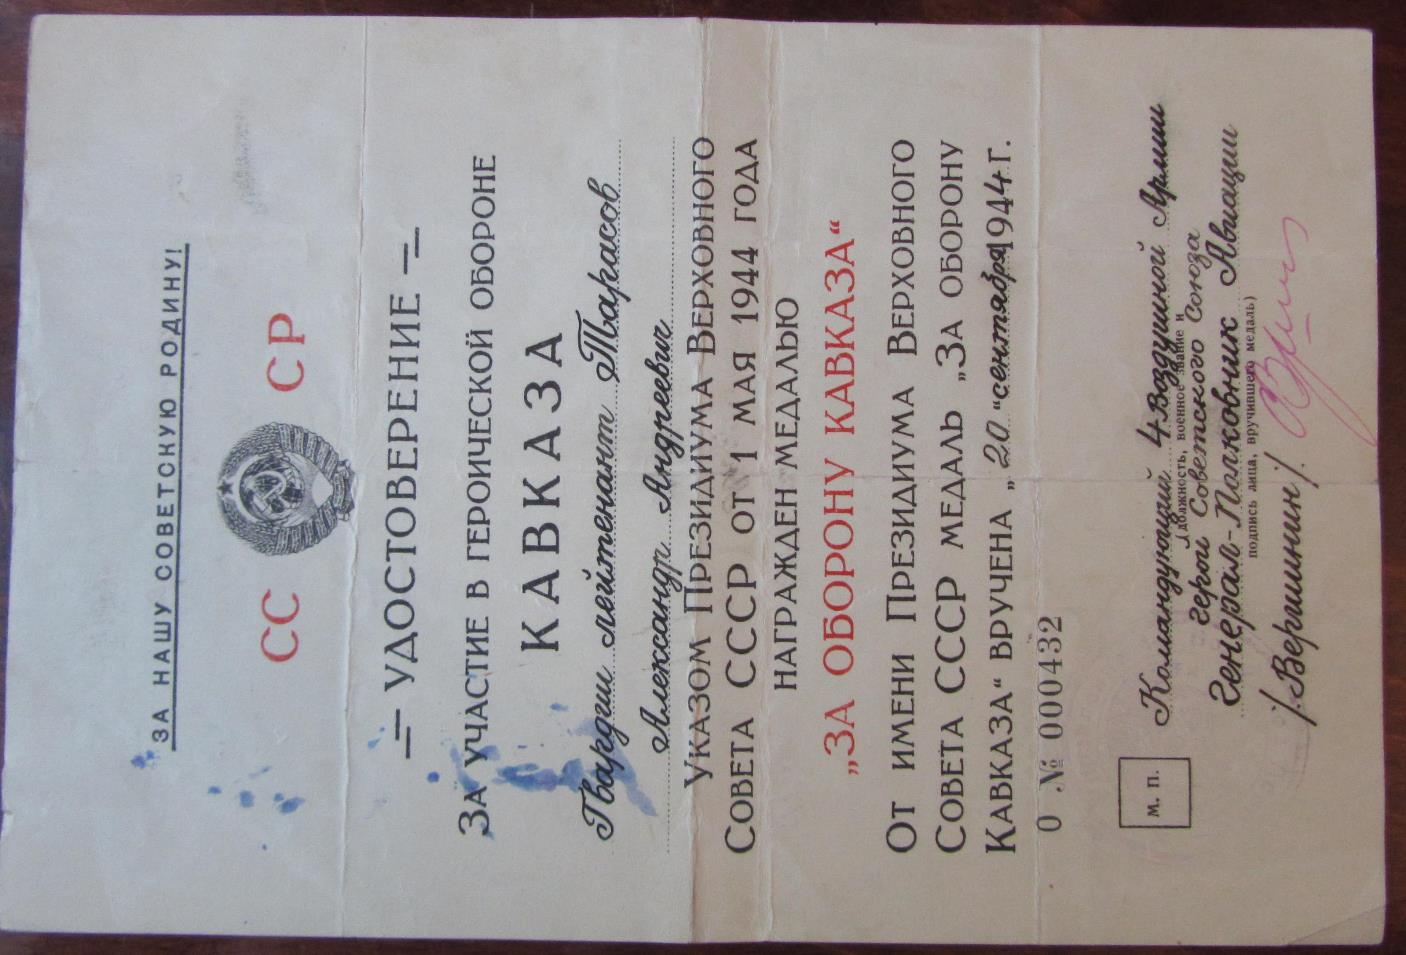 ЗА НАШУ СОВЕТСКУЮ РОДИНУ!
СС СР
УДОСТОВЕРЕНИЕ
ЗА УЧАСТИЕ В ГЕРОИЧЕСКОЙ ОБОРОНЕ
КАВКАЗА
Гвардии лейтенант Тарасов
Александр Андреевич
УКАЗОМ ПРЕЗИДИУМА ВЕРХОВНОГО
СОВЕТА СССР ОТ 1 МАЯ 1944 ГОДА
НАГРАЖДЕН МЕДАЛЬЮ
„ЗА ОБОРОНУ КАВКАЗА“
ОТ ИМЕНИ ПРЕЗИДИУМА ВЕРХОВНОГО
СОВЕТА СССР МЕДАЛЬ „ЗА ОБОРОНУ
КАВКАЗА“ ВРУЧЕНА „20 “ сентября 1944 г.
О № 000432
Командующий 4 Воздушной Армии
(должность, военное звание и
Герой Советского Союза
Генерал-Полковник Авиации
подпись лица, вручившего медаль)
/Вершинин/
М. П.